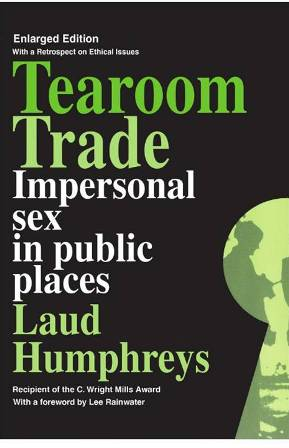 Enlarged Edition
With a Retrospect on Ethical Issues
Tearoom
Trade
Impersonal
sex
in public
places
Laud
Humphreys
Recipient of the C. Wright Mills Award
With a foreword by Lee Rainwater